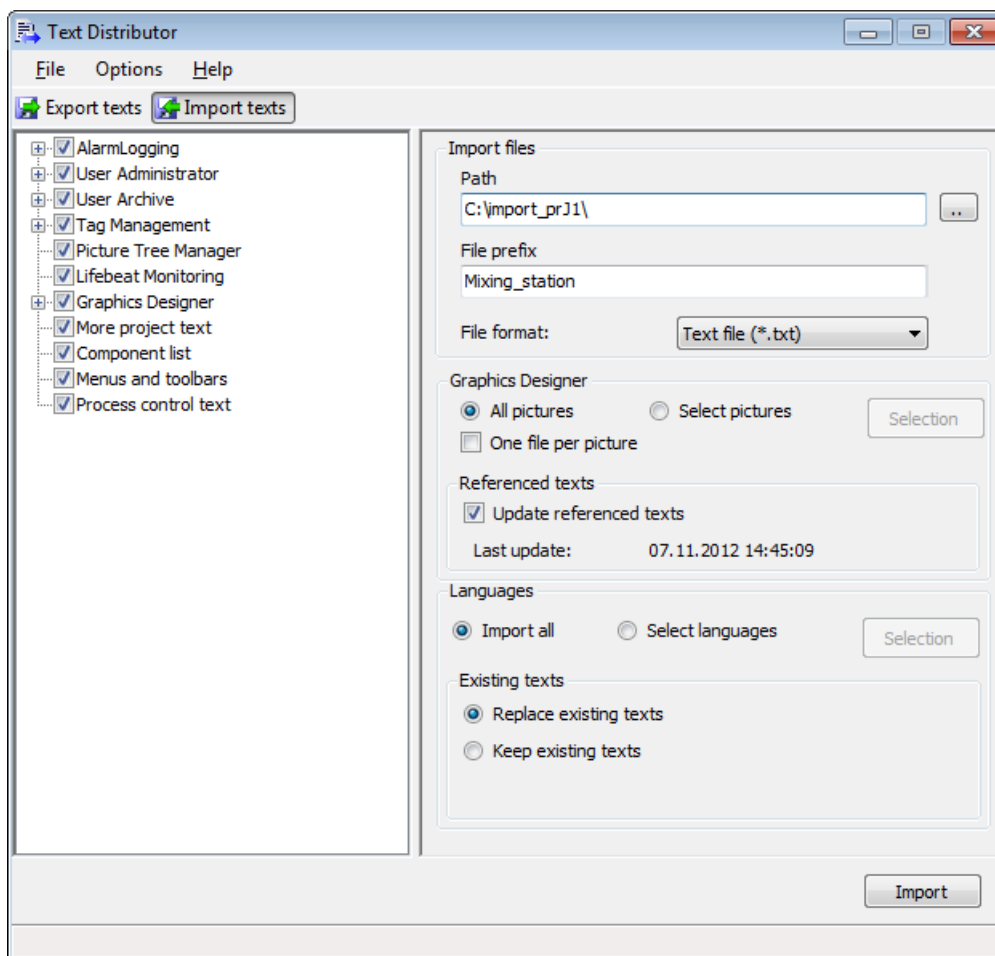 Text Distributor
File Options Help
Export texts Import texts
AlarmLogging
User Administrator
User Archive
Tag Management
Picture Tree Manager
Lifebeat Monitoring
Graphics Designer
More project text
Component list
Menus and toolbars
Process control text
Import files
Path
C:\import_prJ1\
..
File prefix
Mixing_station
File format: Text file (*.txt)
Graphics Designer
All pictures Select pictures Selection
One file per picture
Referenced texts
Update referenced texts
Last update: 07.11.2012 14:45:09
Languages
Import all Select languages Selection
Existing texts
Replace existing texts
Keep existing texts
Import